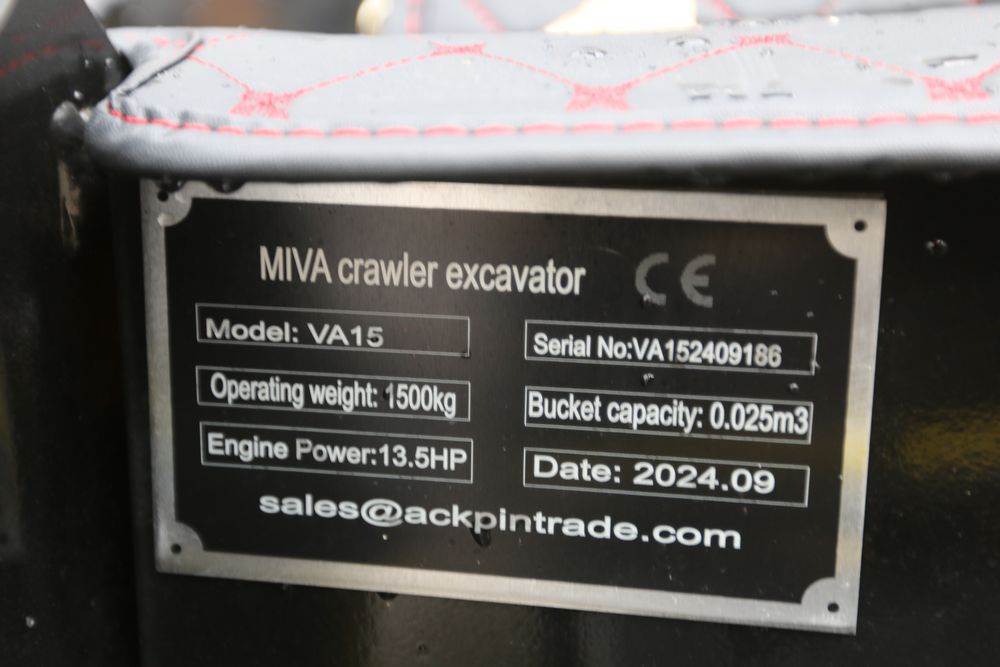 MIVA crawler excavator CE
Model: VA15
Serial No:VA152409186
Operating weight: 1500kg
Bucket capacity: 0.025m3
Engine Power:13.5HP
Date: 2024.09
sales@ackpintrade.com